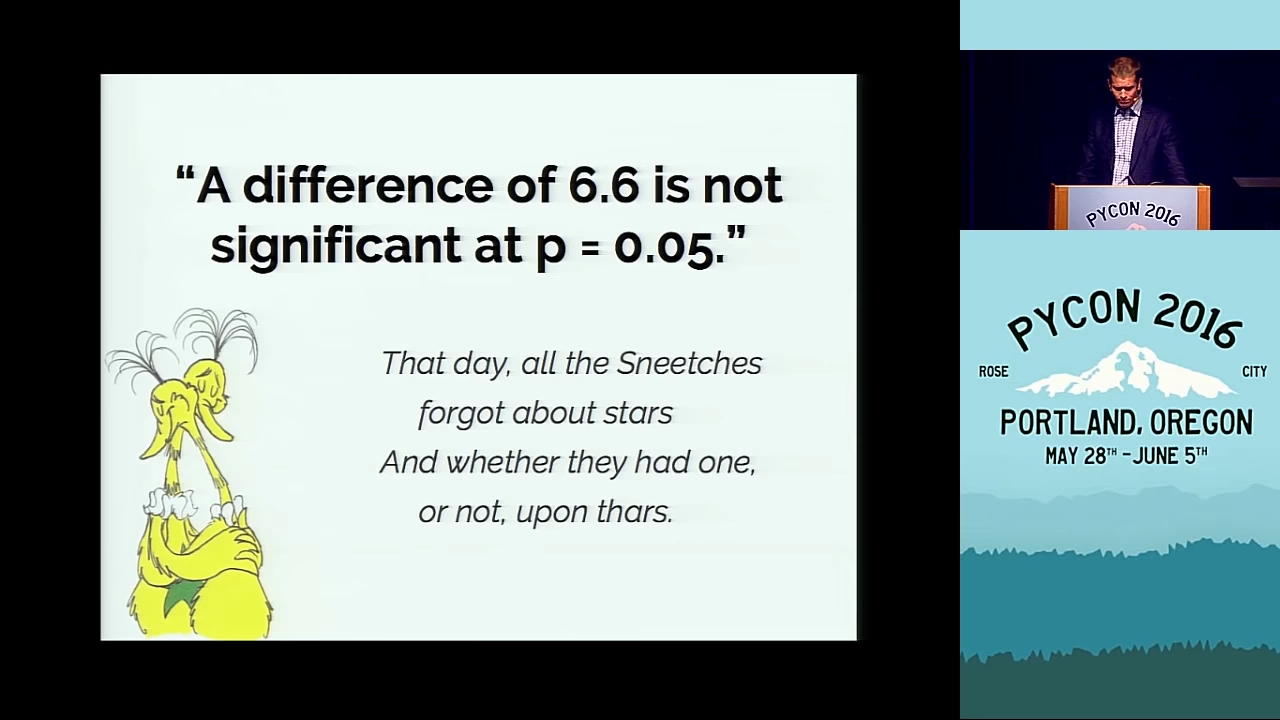 “A difference of 6.6 is not
significant at p = 0.05.”
That day, all the Sneetches
forgot about stars
And whether they had one,
or not, upon thars.
PYCON 2016
PYCON 2016
ROSE
CITY
PORTLAND, OREGON
MAY 28TH - JUNE 5TH